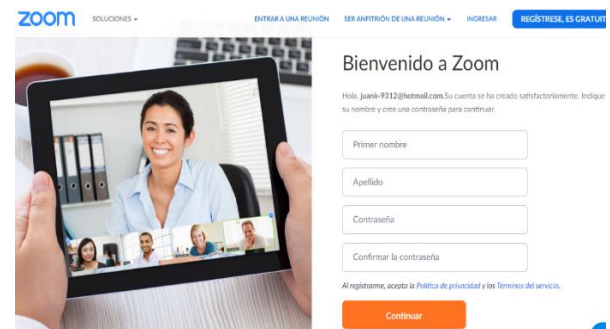 zoom SOLUCIONES ENTRAR A UNA REUNIÓN SER ANFITRIÓN DE UNA REUNIÓN INGRESAR REGÍSTRESE, ES GRATUIT
Bienvenido a Zoom
Hola, juank-9312@hotmail.com.Su cuenta se ha creado satisfactoriamente. Indique
su nombre y cree una contraseña para continuar.
Primer nombre
Apellido
Contraseña
Confirmar la contraseña
Al registrarme, acepto la Política de privacidad y los Términos del servicio.
Continuar